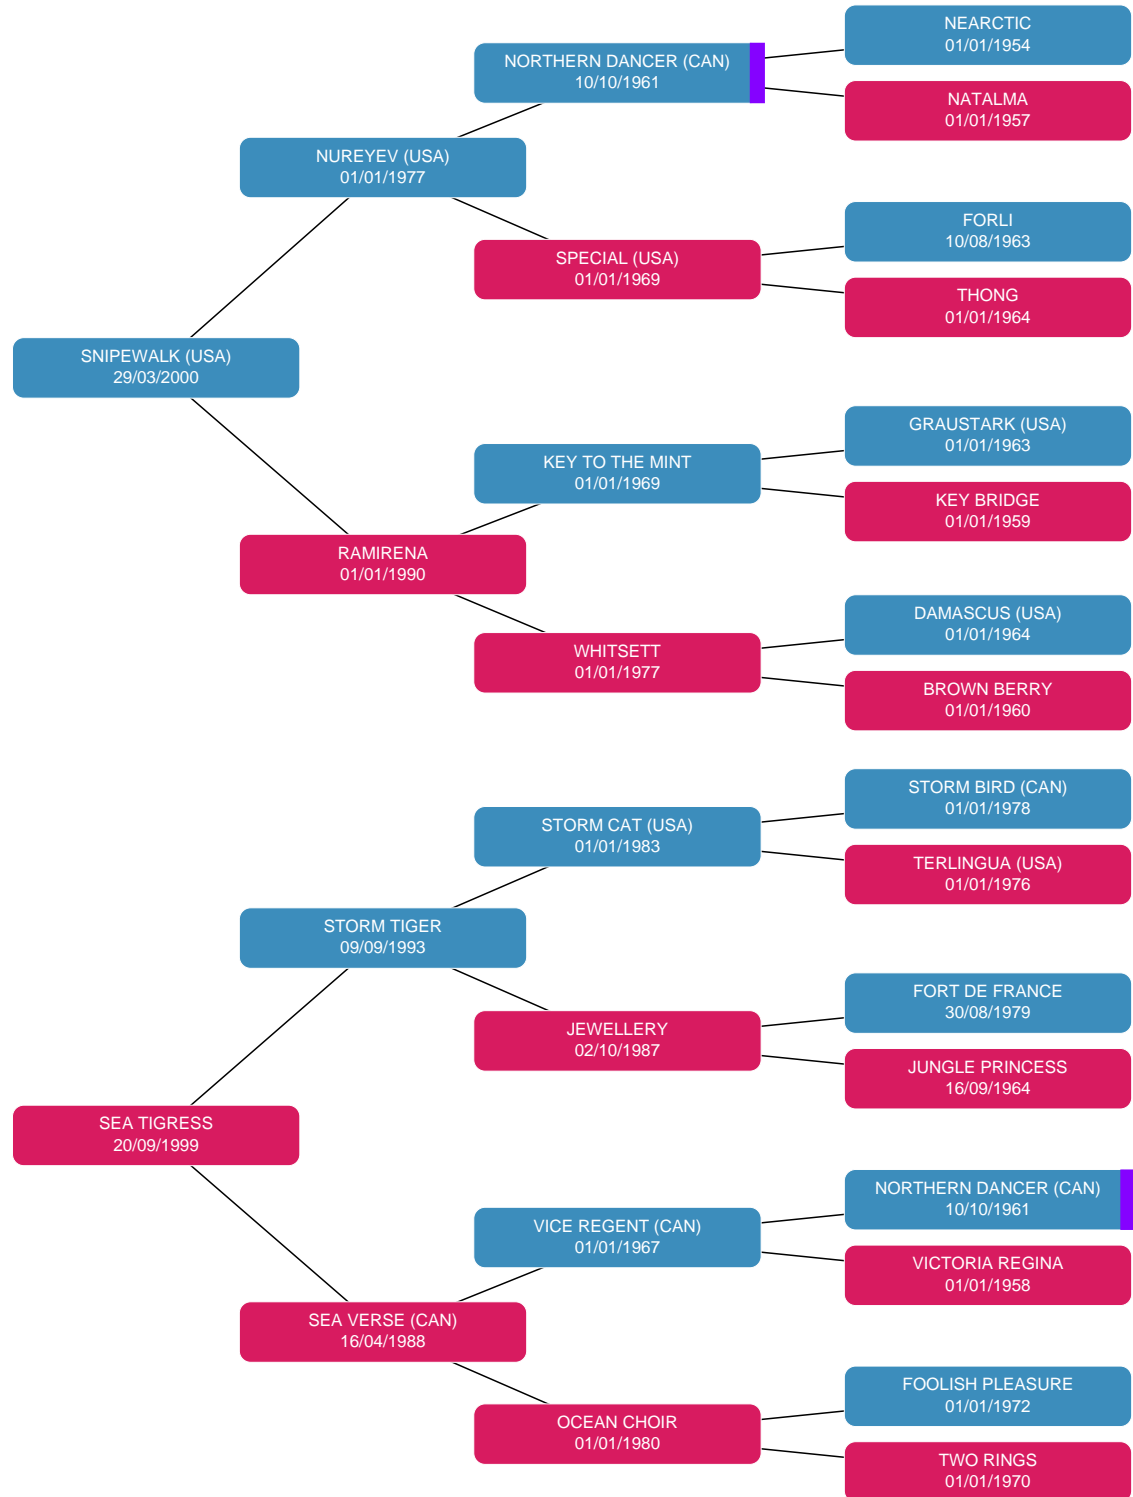 NEARCTIC
01/01/1954
NORTHERN DANCER (CAN)
10/10/1961
NATALMA
01/01/1957
NUREYEV (USA)
01/01/1977
FORLI
10/08/1963
SPECIAL (USA)
01/01/1969
THONG
01/01/1964
SNIPEWALK (USA)
29/03/2000
GRAUSTARK (USA)
01/01/1963
KEY TO THE MINT
01/01/1969
KEY BRIDGE
01/01/1959
RAMIRENA
01/01/1990
DAMASCUS (USA)
01/01/1964
WHITSETT
01/01/1977
BROWN BERRY
01/01/1960
STORM BIRD (CAN)
01/01/1978
STORM CAT (USA)
01/01/1983
TERLINGUA (USA)
01/01/1976
STORM TIGER
09/09/1993
FORT DE FRANCE
30/08/1979
JEWELLERY
02/10/1987
JUNGLE PRINCESS
16/09/1964
SEA TIGRESS
20/09/1999
NORTHERN DANCER (CAN)
10/10/1961
VICE REGENT (CAN)
01/01/1967
VICTORIA REGINA
01/01/1958
SEA VERSE (CAN)
16/04/1988
FOOLISH PLEASURE
01/01/1972
OCEAN CHOIR
01/01/1980
TWO RINGS
01/01/1970